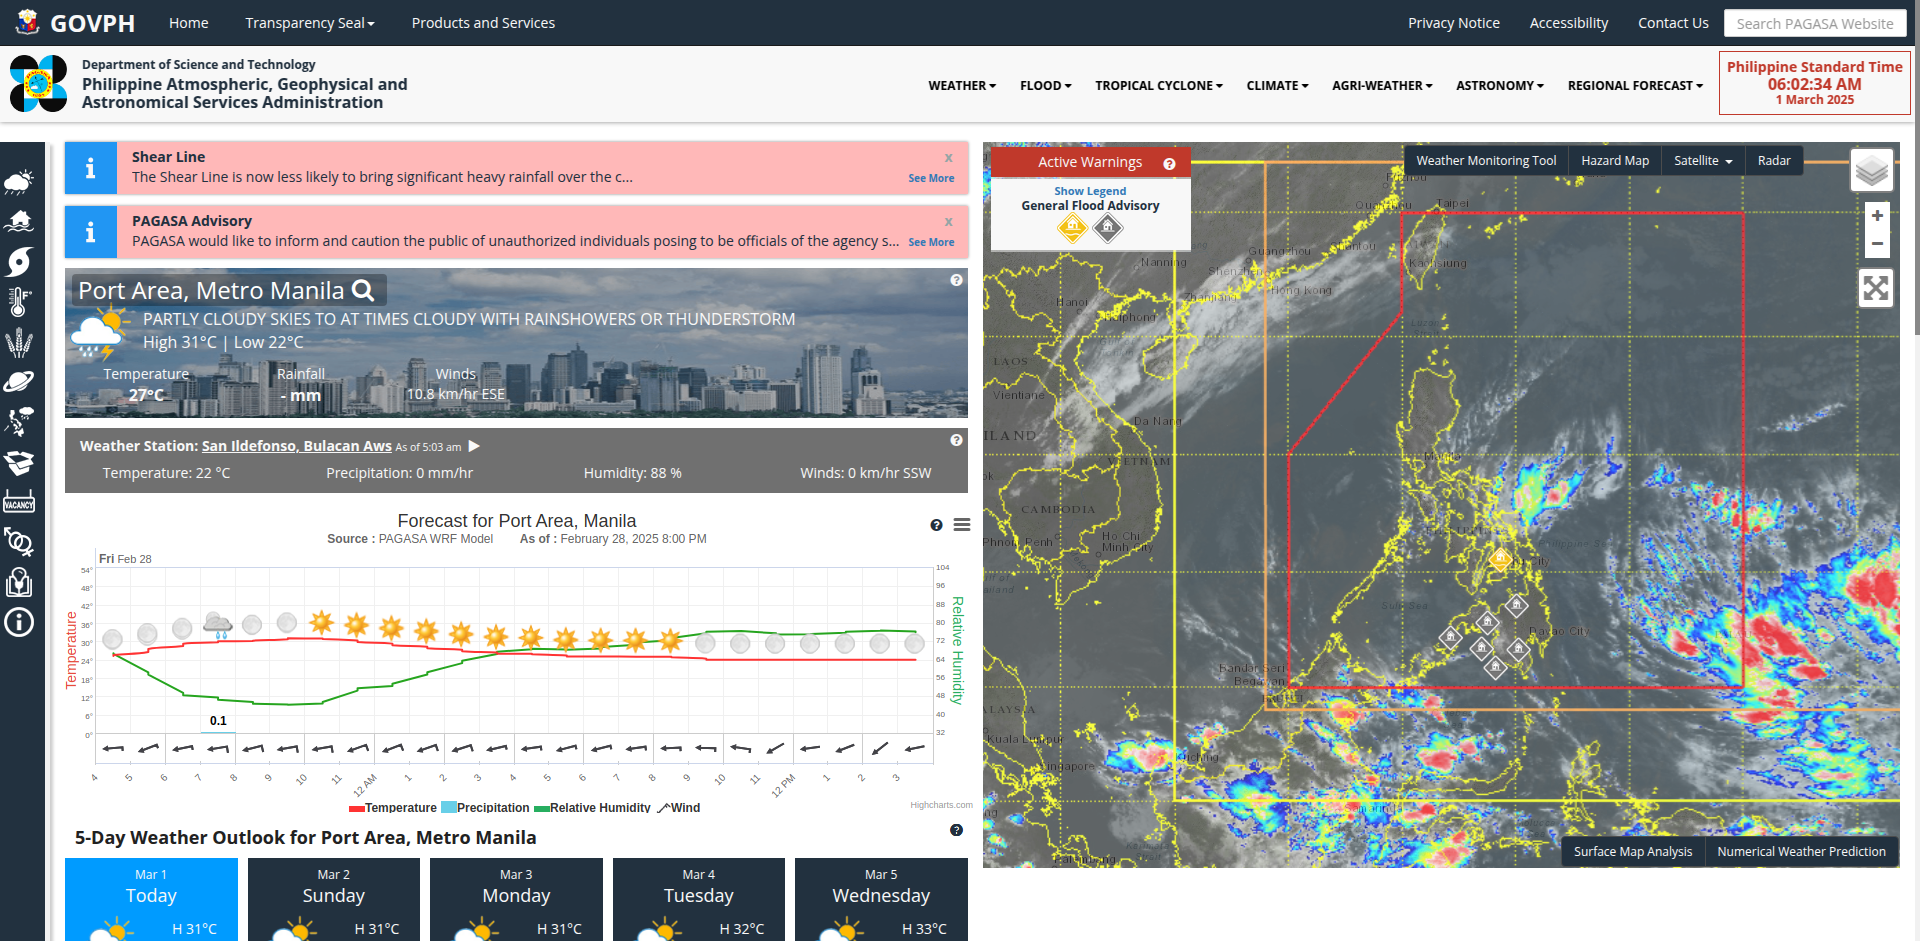 GOVPH
Home
Transparency Seal
Products and Services
Privacy Notice
Accessibility
Contact Us
Search PAGASA Website
Department of Science and Technology
Philippine Atmospheric, Geophysical and
Astronomical Services Administration
WEATHER
FLOOD
TROPICAL CYCLONE
CLIMATE
AGRI-WEATHER
ASTRONOMY
REGIONAL FORECAST
Philippine Standard Time
06:02:34 AM
1 March 2025
VACANCY
Shear Line
x
The Shear Line is now less likely to bring significant heavy rainfall over the c...
See More
PAGASA Advisory
x
PAGASA would like to inform and caution the public of unauthorized individuals posing to be officials of the agency s...
See More
Port Area, Metro Manila
PARTLY CLOUDY SKIES TO AT TIMES CLOUDY WITH RAINSHOWERS OR THUNDERSTORM
High 31°C | Low 22°C
Temperature
Rainfall
Winds
27°C
- mm
10.8 km/hr ESE
Weather Station: San Ildefonso, Bulacan Aws As of 5:03 am
Temperature: 22 °C
Precipitation: 0 mm/hr
Humidity: 88 %
Winds: 0 km/hr SSW
Forecast for Port Area, Manila
Source : PAGASA WRF Model As of : February 28, 2025 8:00 PM
Fri Feb 28
54°
48°
42°
36°
30°
24°
18°
12°
6°
0°
Temperature
104
96
88
80
72
64
56
48
40
32
Relative Humidity
0.1
4 5 6 7 8 9 10 11 12 AM 1 2 3 4 5 6 7 8 9 10 11 12 PM 1 2 3
Temperature Precipitation Relative Humidity Wind
Highcharts.com
5-Day Weather Outlook for Port Area, Metro Manila
Mar 1
Today
H 31°C
Mar 2
Sunday
H 31°C
Mar 3
Monday
H 31°C
Mar 4
Tuesday
H 32°C
Mar 5
Wednesday
H 33°C
Active Warnings
Show Legend
General Flood Advisory
Weather Monitoring Tool
Hazard Map
Satellite
Radar
+
−
Taipei
Kaohsiung
Guangzhou
Shenzhen
Hong Kong
Nanning
Hanoi
Haiphong
LAOS
Vientiane
Da Nang
VIETNAM
CAMBODIA
Phnom Penh
Ho Chi
Minh City
Manila
Sulu Sea
Davao City
Bandar Seri
Begawan
Kuala Lumpur
Singapore
Kuching
Surface Map Analysis
Numerical Weather Prediction